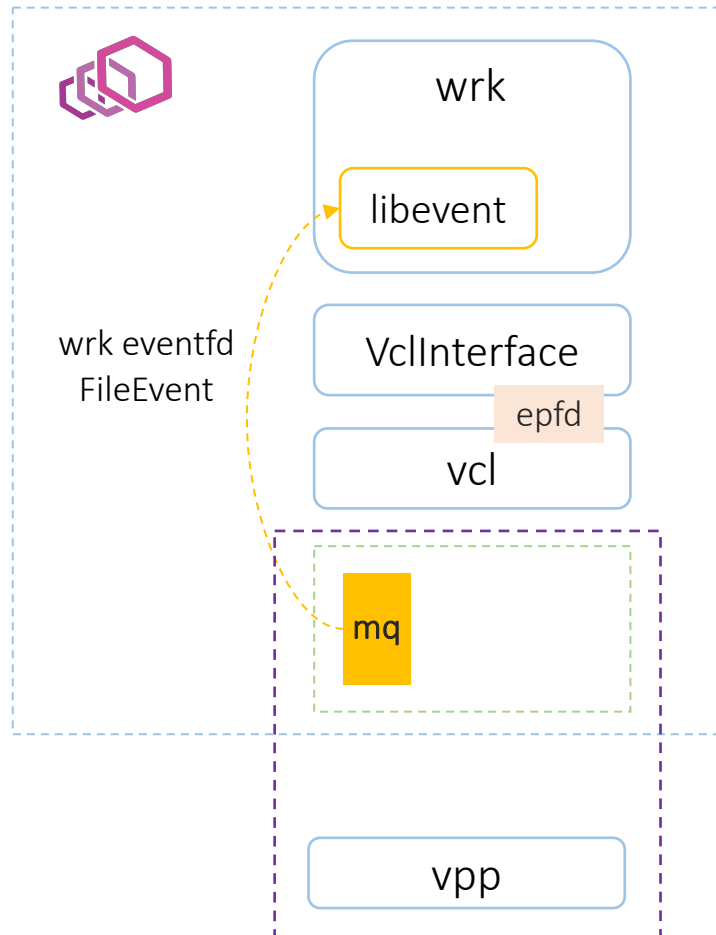 wrk
libevent
wrk eventfd
FileEvent
VclInterface
epfd
vcl
mq
vpp